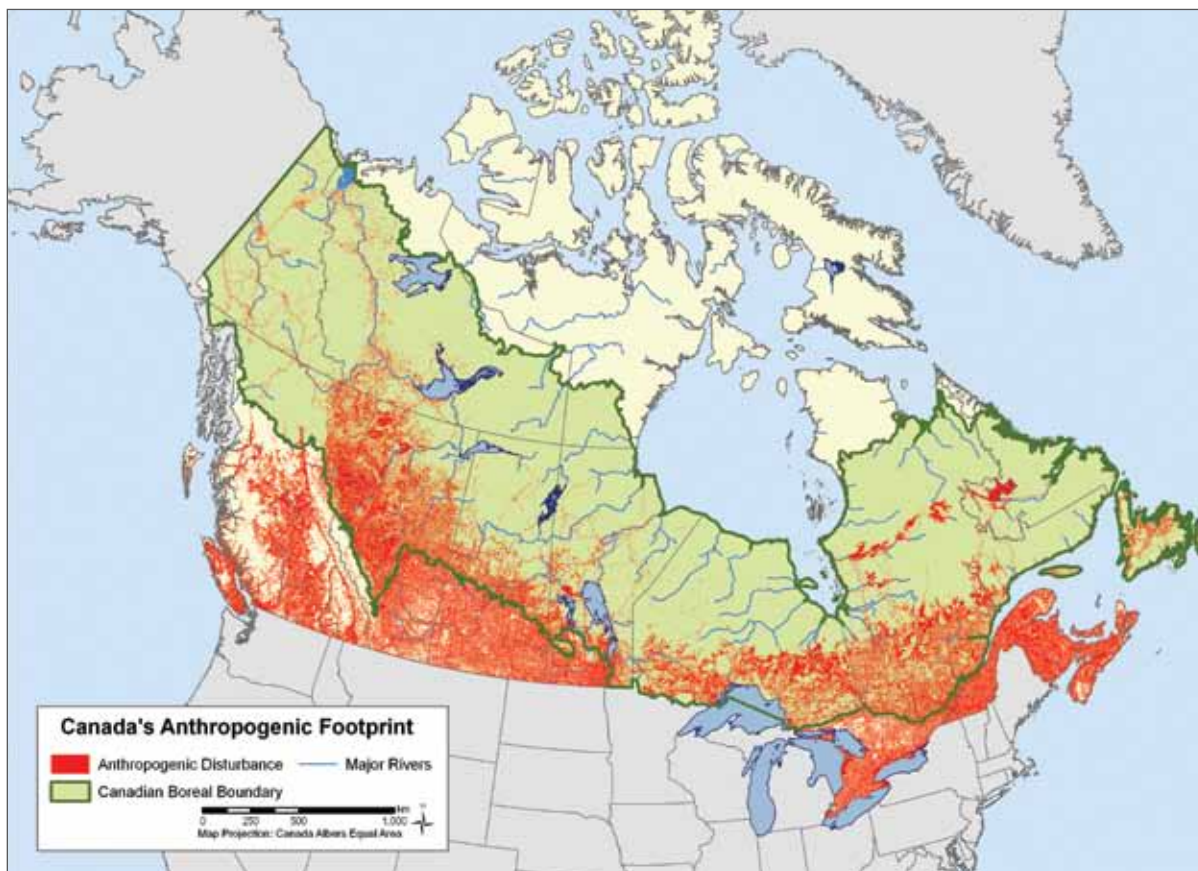 Canada's Anthropogenic Footprint
Anthropogenic Disturbance
Major Rivers
Canadian Boreal Boundary
km
0 250 500 1,000
Map Projection: Canada Albers Equal Area